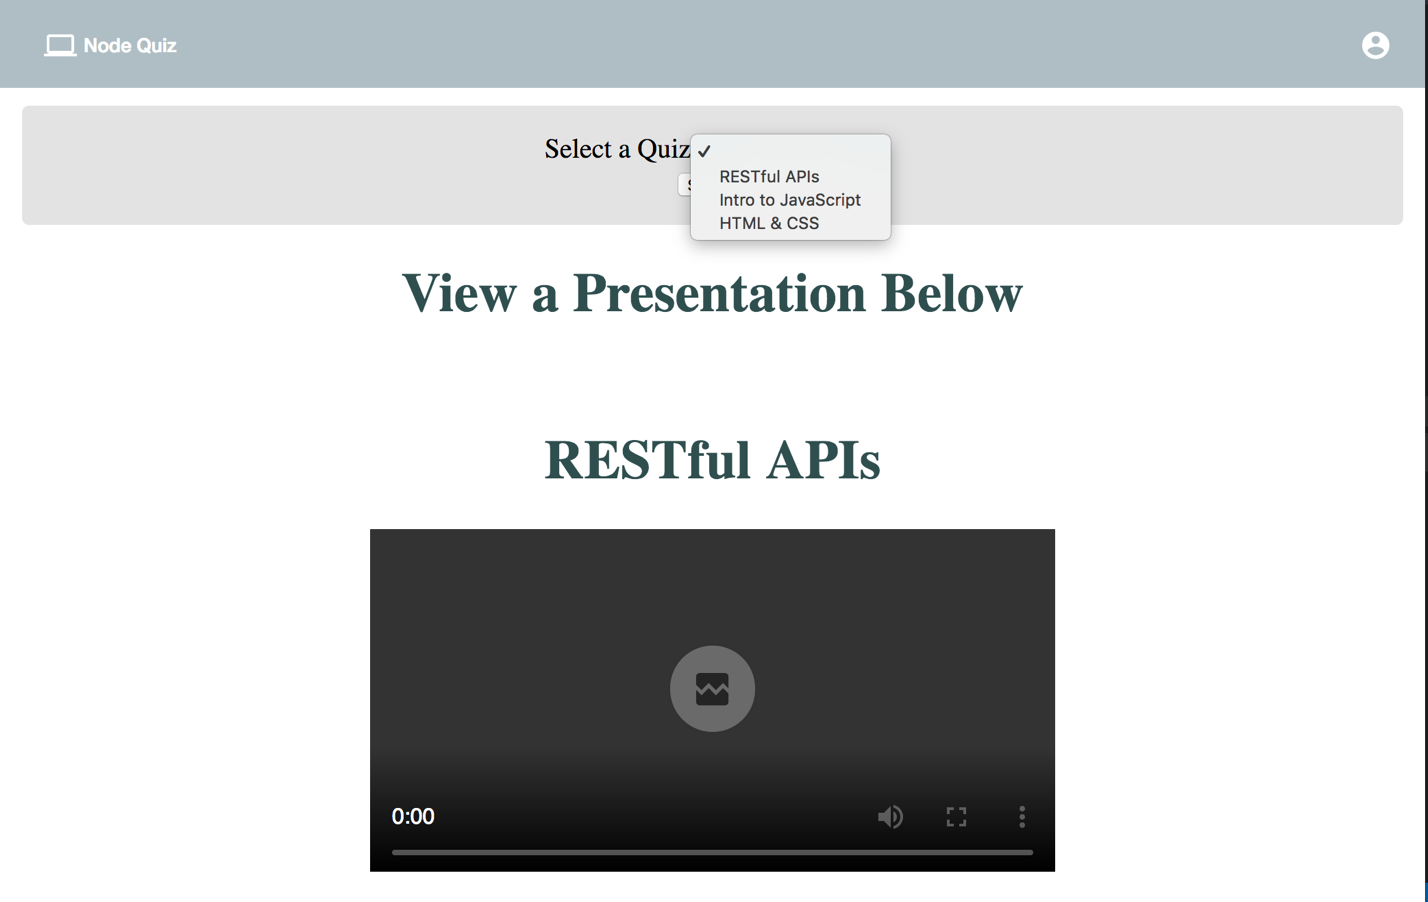 Node Quiz
Select a Quiz
RESTful APIs
Intro to JavaScript
HTML & CSS
View a Presentation Below
RESTful APIs
0:00